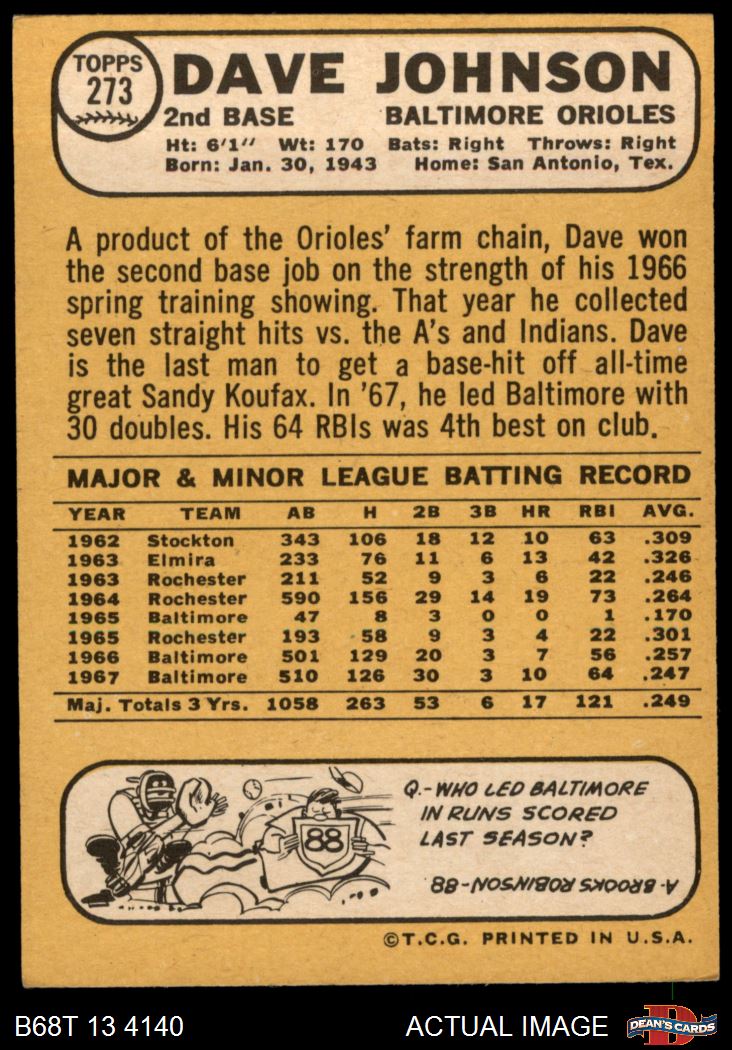 TOPPS
273
DAVE JOHNSON
2nd BASE BALTIMORE ORIOLES
Ht: 6'1" Wt: 170 Bats: Right Throws: Right
Born: Jan. 30, 1943 Home: San Antonio, Tex.
A product of the Orioles' farm chain, Dave won
the second base job on the strength of his 1966
spring training showing. That year he collected
seven straight hits vs. the A's and Indians. Dave
is the last man to get a base-hit off all-time
great Sandy Koufax. In '67, he led Baltimore with
30 doubles. His 64 RBIs was 4th best on club.
MAJOR & MINOR LEAGUE BATTING RECORD
YEAR TEAM AB H 2B 3B HR RBI AVG.
1962 Stockton 343 106 18 12 10 63 .309
1963 Elmira 233 76 11 6 13 42 .326
1963 Rochester 211 52 9 3 6 22 .246
1964 Rochester 590 156 29 14 19 73 .264
1965 Baltimore 47 8 3 0 0 1 .170
1965 Rochester 193 58 9 3 4 22 .301
1966 Baltimore 501 129 20 3 7 56 .257
1967 Baltimore 510 126 30 3 10 64 .247
Maj. Totals 3 Yrs. 1058 263 53 6 17 121 .249
88
Q.-WHO LED BALTIMORE
IN RUNS SCORED
LAST SEASON?
A-BROOKS ROBINSON-88
©T.C.G. PRINTED IN U.S.A.
B68T 13 4140 ACTUAL IMAGE
D
DEAN'S CARDS